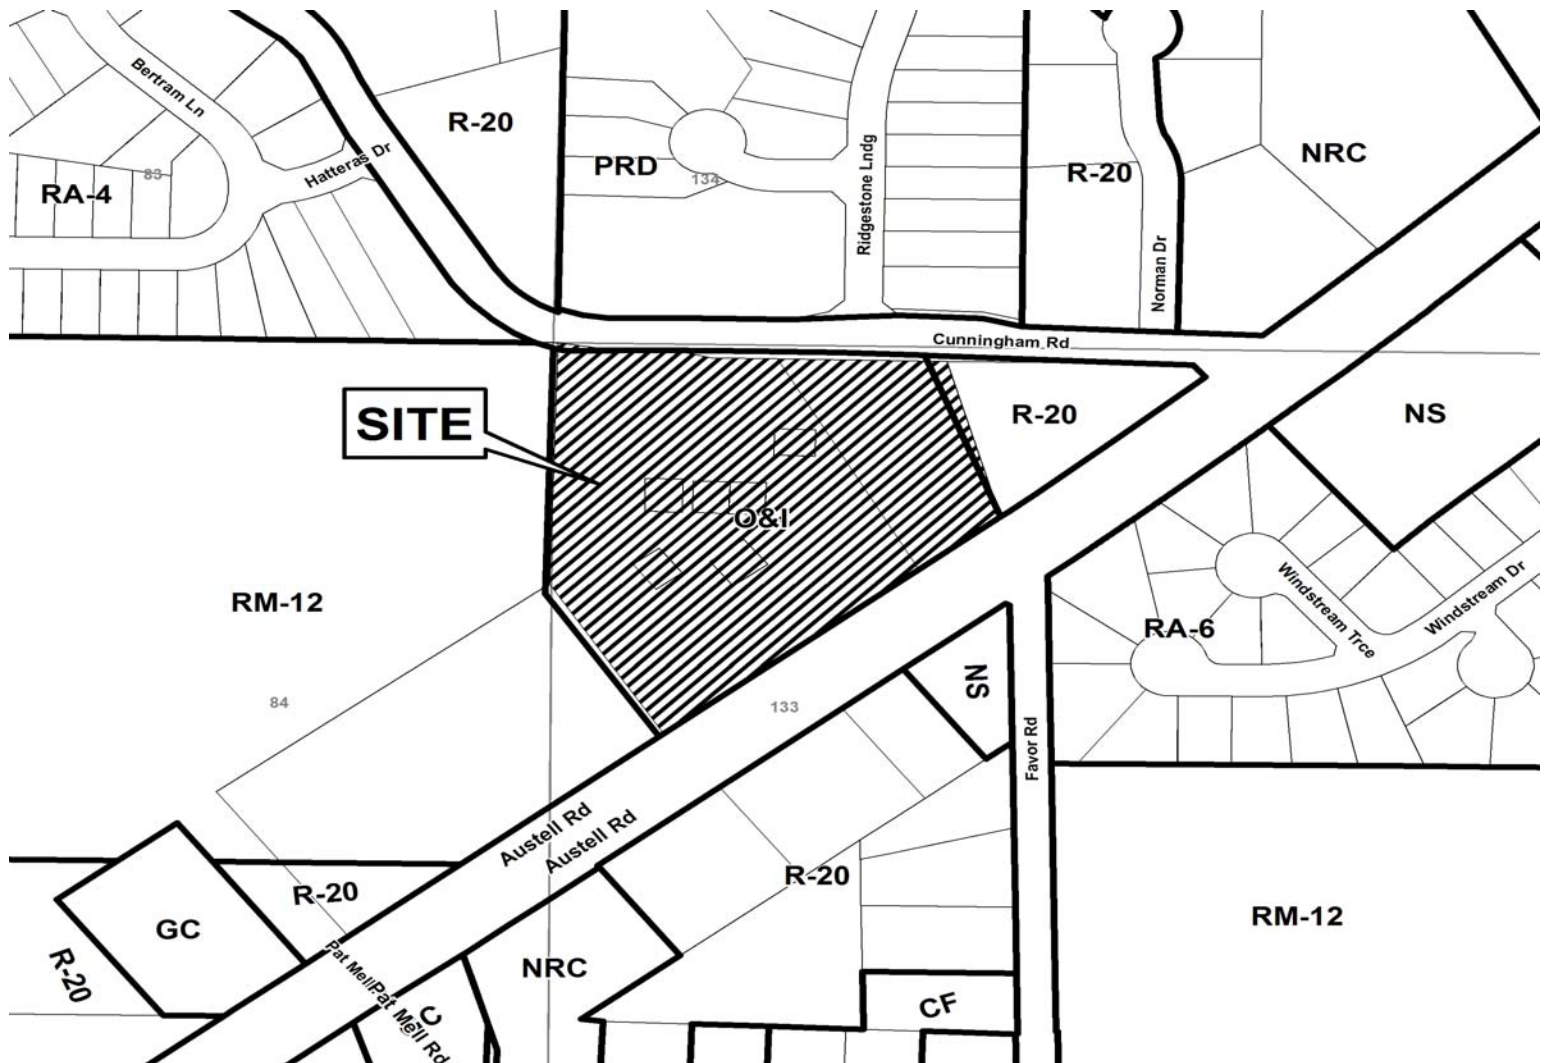 Bertram Ln
R-20
Hatteras Dr
83
RA-4
PRD
134
Ridgestone Lndg
R-20
NRC
Norman Dr
Cunningham Rd
SITE
R-20
NS
O&I
RM-12
Windstream Trce
Windstream Dr
RA-6
84
133
NS
Favor Rd
Austell Rd
Austell Rd
R-20
R-20
GC
R-20
RM-12
NRC
CF
Pat Mell
Pat Mell Rd